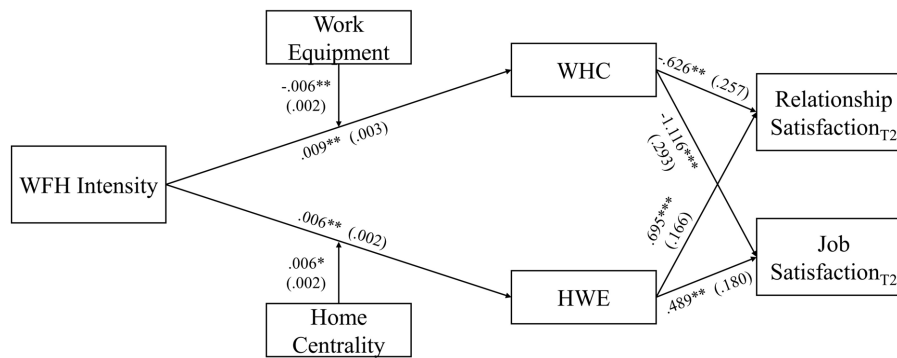 Work
Equipment
-.006**
(.002)
WHC
-.626** (.257)
Relationship
Satisfaction T2
.009** (.003)
-1.116***
(.293)
WFH Intensity
.006** (.002)
.695***
(.166)
Job
Satisfaction T2
.006*
(.002)
HWE
.489** (.180)
Home
Centrality